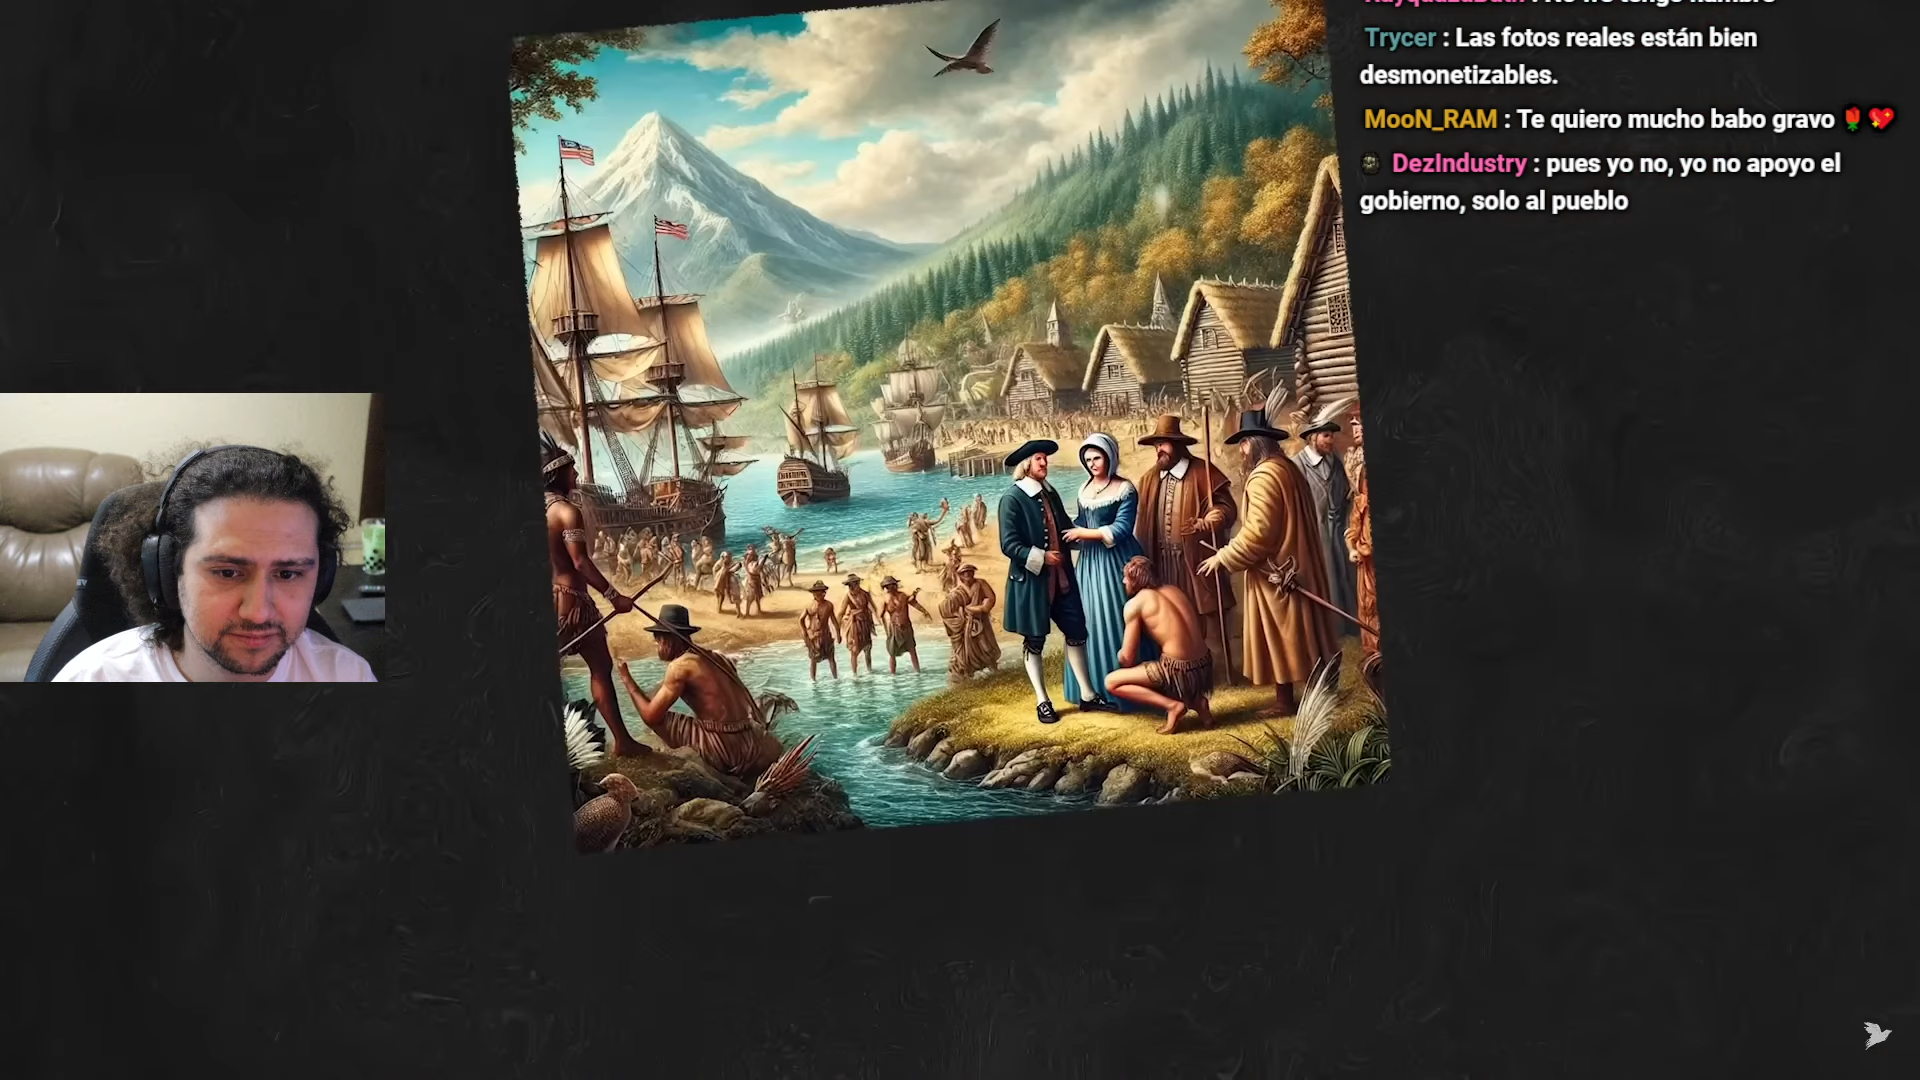 Trycer : Las fotos reales están bien
desmonetizables.
MooN_RAM : Te quiero mucho babo gravo 🌹💖
DezIndustry : pues yo no, yo no apoyo el
gobierno, solo al pueblo